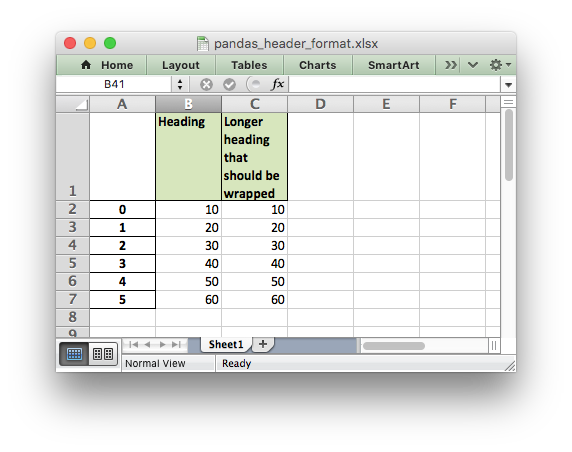 pandas_header_format.xlsx
Home Layout Tables Charts SmartArt
B41 fx
A B C D E F
1 Heading Longer
heading
that
should be
wrapped
2 0 10 10
3 1 20 20
4 2 30 30
5 3 40 40
6 4 50 50
7 5 60 60
8
9
Sheet1
Normal View Ready